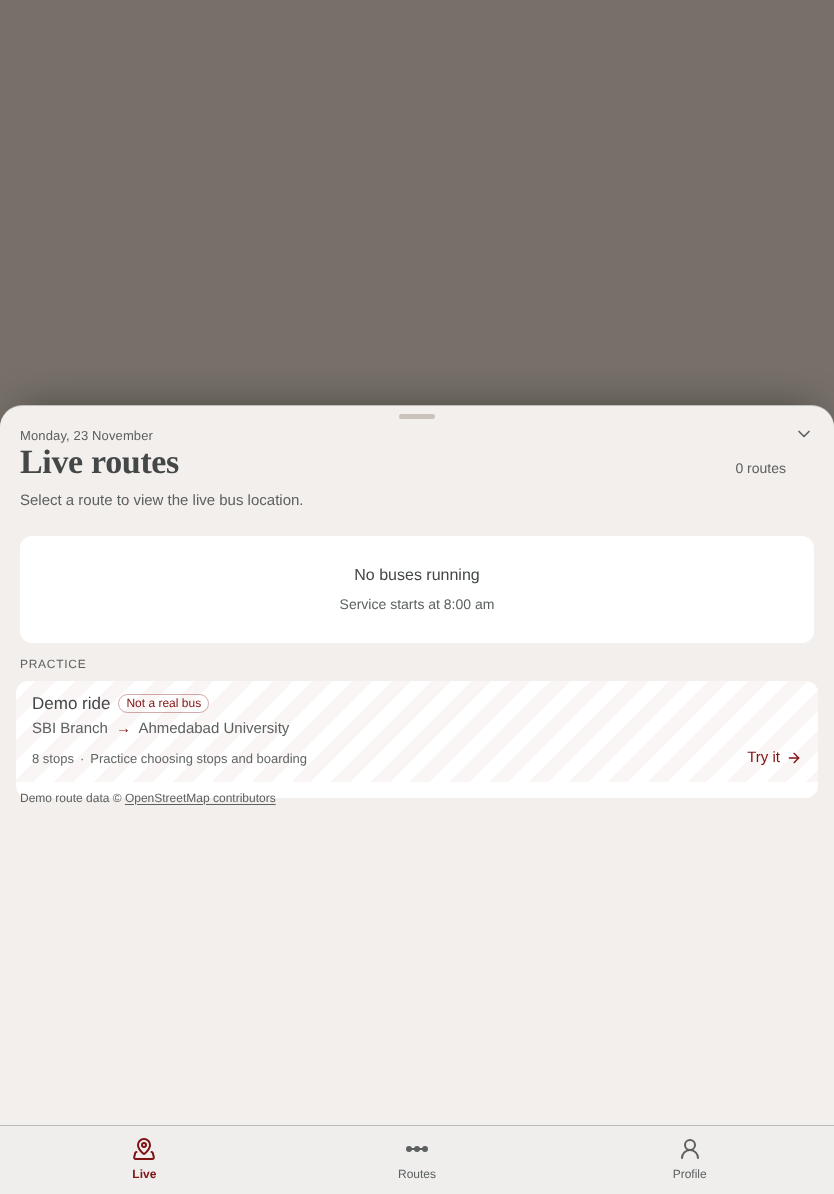 Monday, 23 November
Live routes
0 routes
Select a route to view the live bus location.
No buses running
Service starts at 8:00 am
PRACTICE
Demo ride Not a real bus
SBI Branch → Ahmedabad University
8 stops · Practice choosing stops and boarding
Try it →
Demo route data © OpenStreetMap contributors
Live Routes Profile